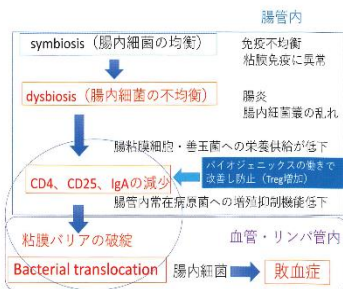 腸管内
symbiosis（腸内細菌の均衡）
免疫不均衡
粘膜免疫に異常
dysbiosis（腸内細菌の不均衡）
腸炎
腸内細菌叢の乱れ
腸粘膜細胞・善玉菌への栄養供給が低下
CD4、CD25、IgAの減少
バイオジェニックスの働きで
改善し防止（Treg増加）
腸管内常在病原菌への増殖抑制機能低下
粘膜バリアの破綻
血管・リンパ管内
Bacterial translocation
腸内細菌
敗血症